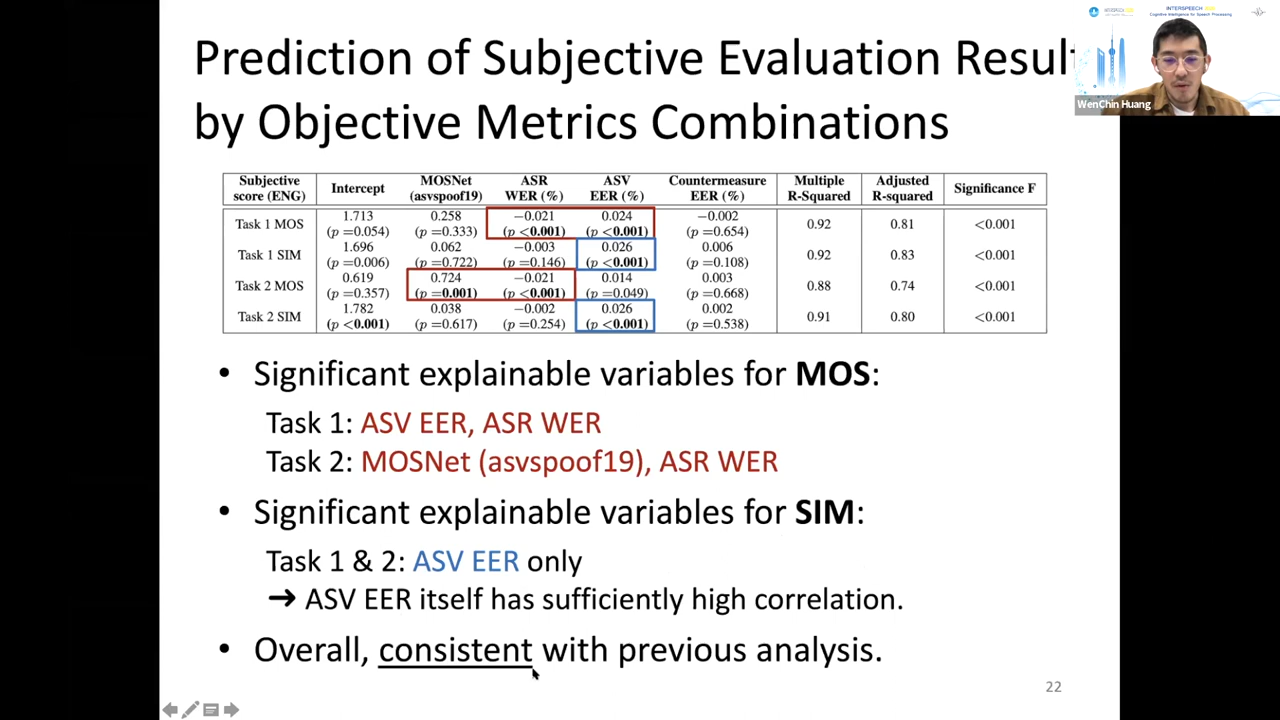 INTERSPEECH
Cognitive Intelligence for Speech Processing
WenChin Huang
Prediction of Subjective Evaluation Result
by Objective Metrics Combinations
Subjective score (ENG) Intercept MOSNet (asvspoof19) ASR WER (%) ASV EER (%) Countermeasure EER (%) Multiple R-Squared Adjusted R-squared Significance F
Task 1 MOS 1.713 (p =0.054) 0.258 (p =0.333) −0.021 (p <0.001) 0.024 (p <0.001) −0.002 (p =0.654) 0.92 0.81 <0.001
Task 1 SIM 1.696 (p =0.006) 0.062 (p =0.722) −0.003 (p =0.146) 0.026 (p <0.001) 0.006 (p =0.108) 0.92 0.83 <0.001
Task 2 MOS 0.619 (p =0.357) 0.724 (p =0.001) −0.021 (p <0.001) 0.014 (p =0.049) 0.003 (p =0.668) 0.88 0.74 <0.001
Task 2 SIM 1.782 (p <0.001) 0.038 (p =0.617) −0.002 (p =0.254) 0.026 (p <0.001) 0.002 (p =0.538) 0.91 0.80 <0.001
• Significant explainable variables for MOS:
Task 1: ASV EER, ASR WER
Task 2: MOSNet (asvspoof19), ASR WER
• Significant explainable variables for SIM:
Task 1 & 2: ASV EER only
➜ ASV EER itself has sufficiently high correlation.
• Overall, consistent with previous analysis.
22